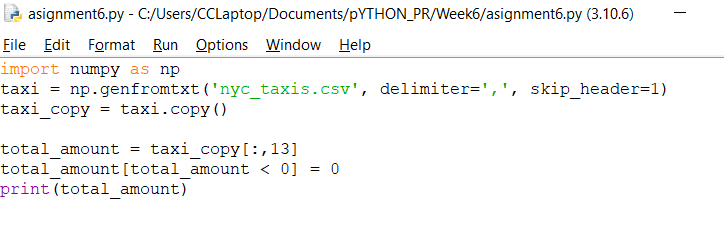 asignment6.py - C:/Users/CCLaptop/Documents/pYTHON_PR/Week6/asignment6.py (3.10.6)
File Edit Format Run Options Window Help
import numpy as np
taxi = np.genfromtxt('nyc_taxis.csv', delimiter=',', skip_header=1)
taxi_copy = taxi.copy()
total_amount = taxi_copy[:,13]
total_amount[total_amount < 0] = 0
print(total_amount)